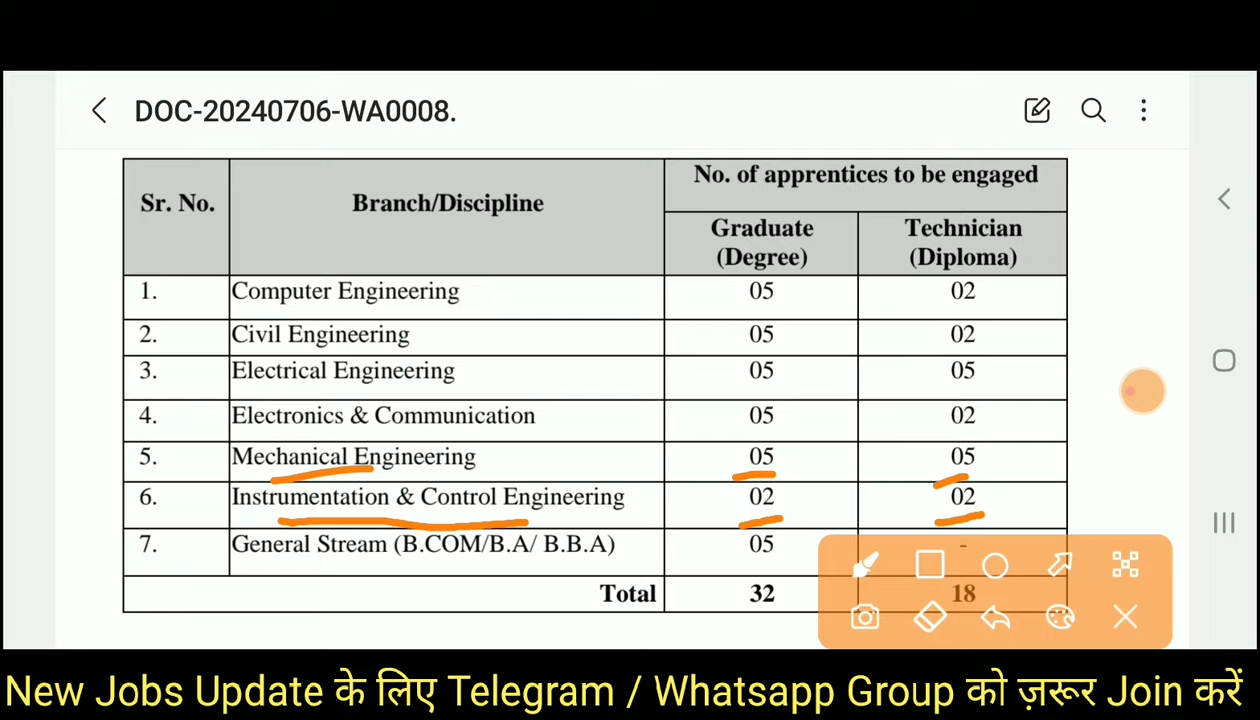 DOC-20240706-WA0008.
Sr. No. Branch/Discipline No. of apprentices to be engaged
Graduate (Degree) Technician (Diploma)
1. Computer Engineering 05 02
2. Civil Engineering 05 02
3. Electrical Engineering 05 05
4. Electronics & Communication 05 02
5. Mechanical Engineering 05 05
6. Instrumentation & Control Engineering 02 02
7. General Stream (B.COM/B.A/ B.B.A) 05 -
Total 32 18
New Jobs Update के लिए Telegram / Whatsapp Group को ज़रूर Join करें